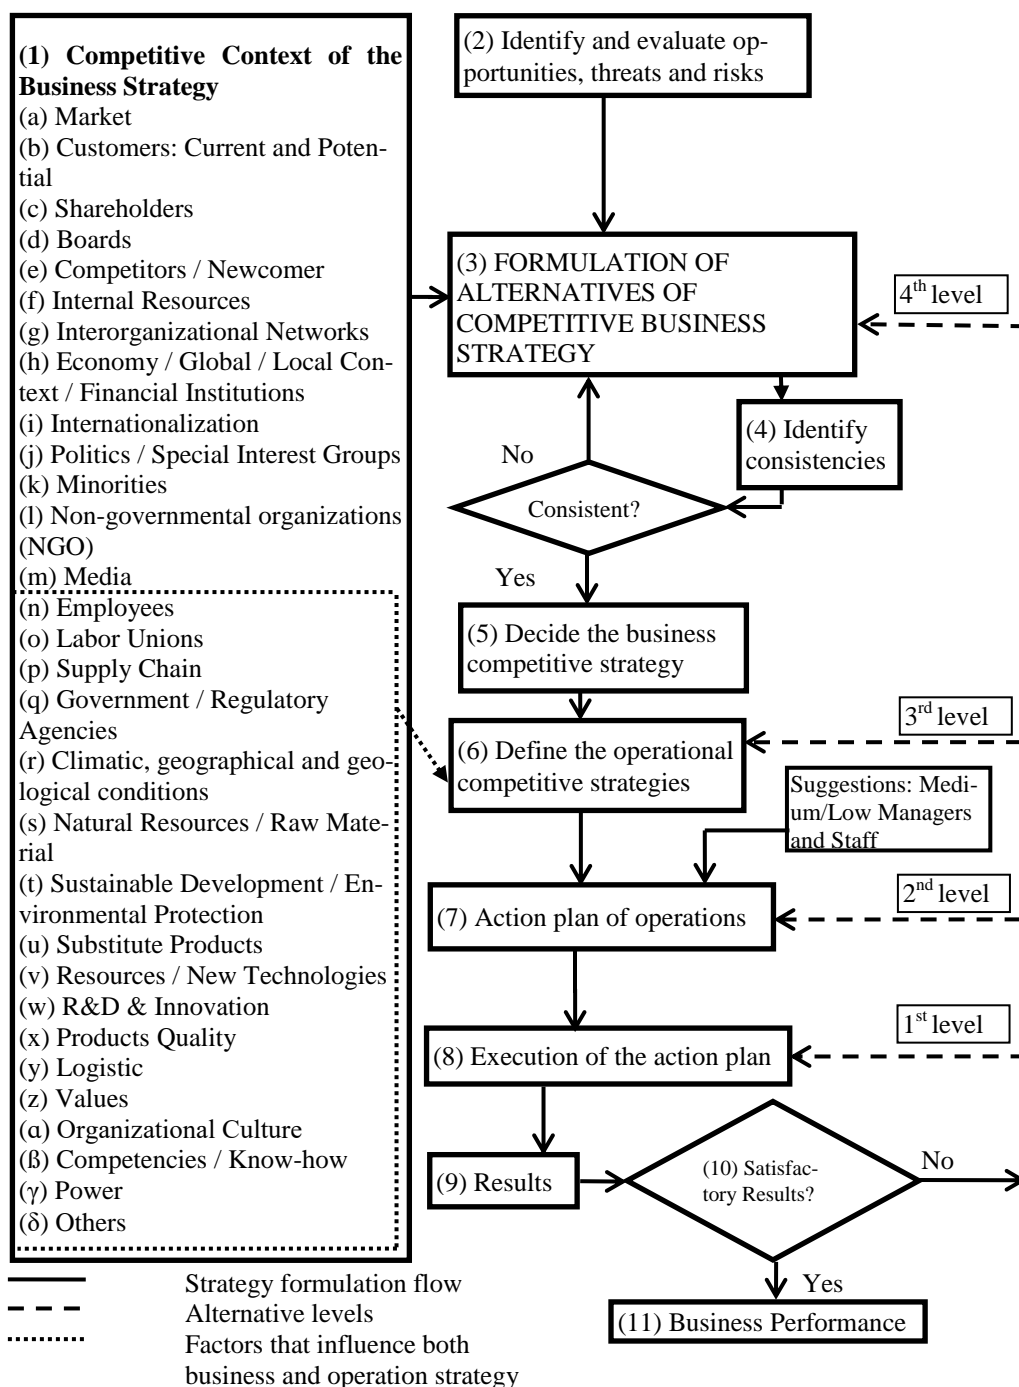 (1) Competitive Context of the
Business Strategy
(a) Market
(b) Customers: Current and Poten-
tial
(c) Shareholders
(d) Boards
(e) Competitors / Newcomer
(f) Internal Resources
(g) Interorganizational Networks
(h) Economy / Global / Local Con-
text / Financial Institutions
(i) Internationalization
(j) Politics / Special Interest Groups
(k) Minorities
(l) Non-governmental organizations
(NGO)
(m) Media
(n) Employees
(o) Labor Unions
(p) Supply Chain
(q) Government / Regulatory
Agencies
(r) Climatic, geographical and geo-
logical conditions
(s) Natural Resources / Raw Mate-
rial
(t) Sustainable Development / En-
vironmental Protection
(u) Substitute Products
(v) Resources / New Technologies
(w) R&D & Innovation
(x) Products Quality
(y) Logistic
(z) Values
(α) Organizational Culture
(ß) Competencies / Know-how
(γ) Power
(δ) Others
(2) Identify and evaluate op-
portunities, threats and risks
(3) FORMULATION OF
ALTERNATIVES OF
COMPETITIVE BUSINESS
STRATEGY
4th level
(4) Identify
consistencies
No
Consistent?
Yes
(5) Decide the business
competitive strategy
3rd level
(6) Define the operational
competitive strategies
Suggestions: Medi-
um/Low Managers
and Staff
2nd level
(7) Action plan of operations
1st level
(8) Execution of the action plan
(9) Results
(10) Satisfac-
tory Results?
No
Yes
(11) Business Performance
Strategy formulation flow
Alternative levels
Factors that influence both
business and operation strategy